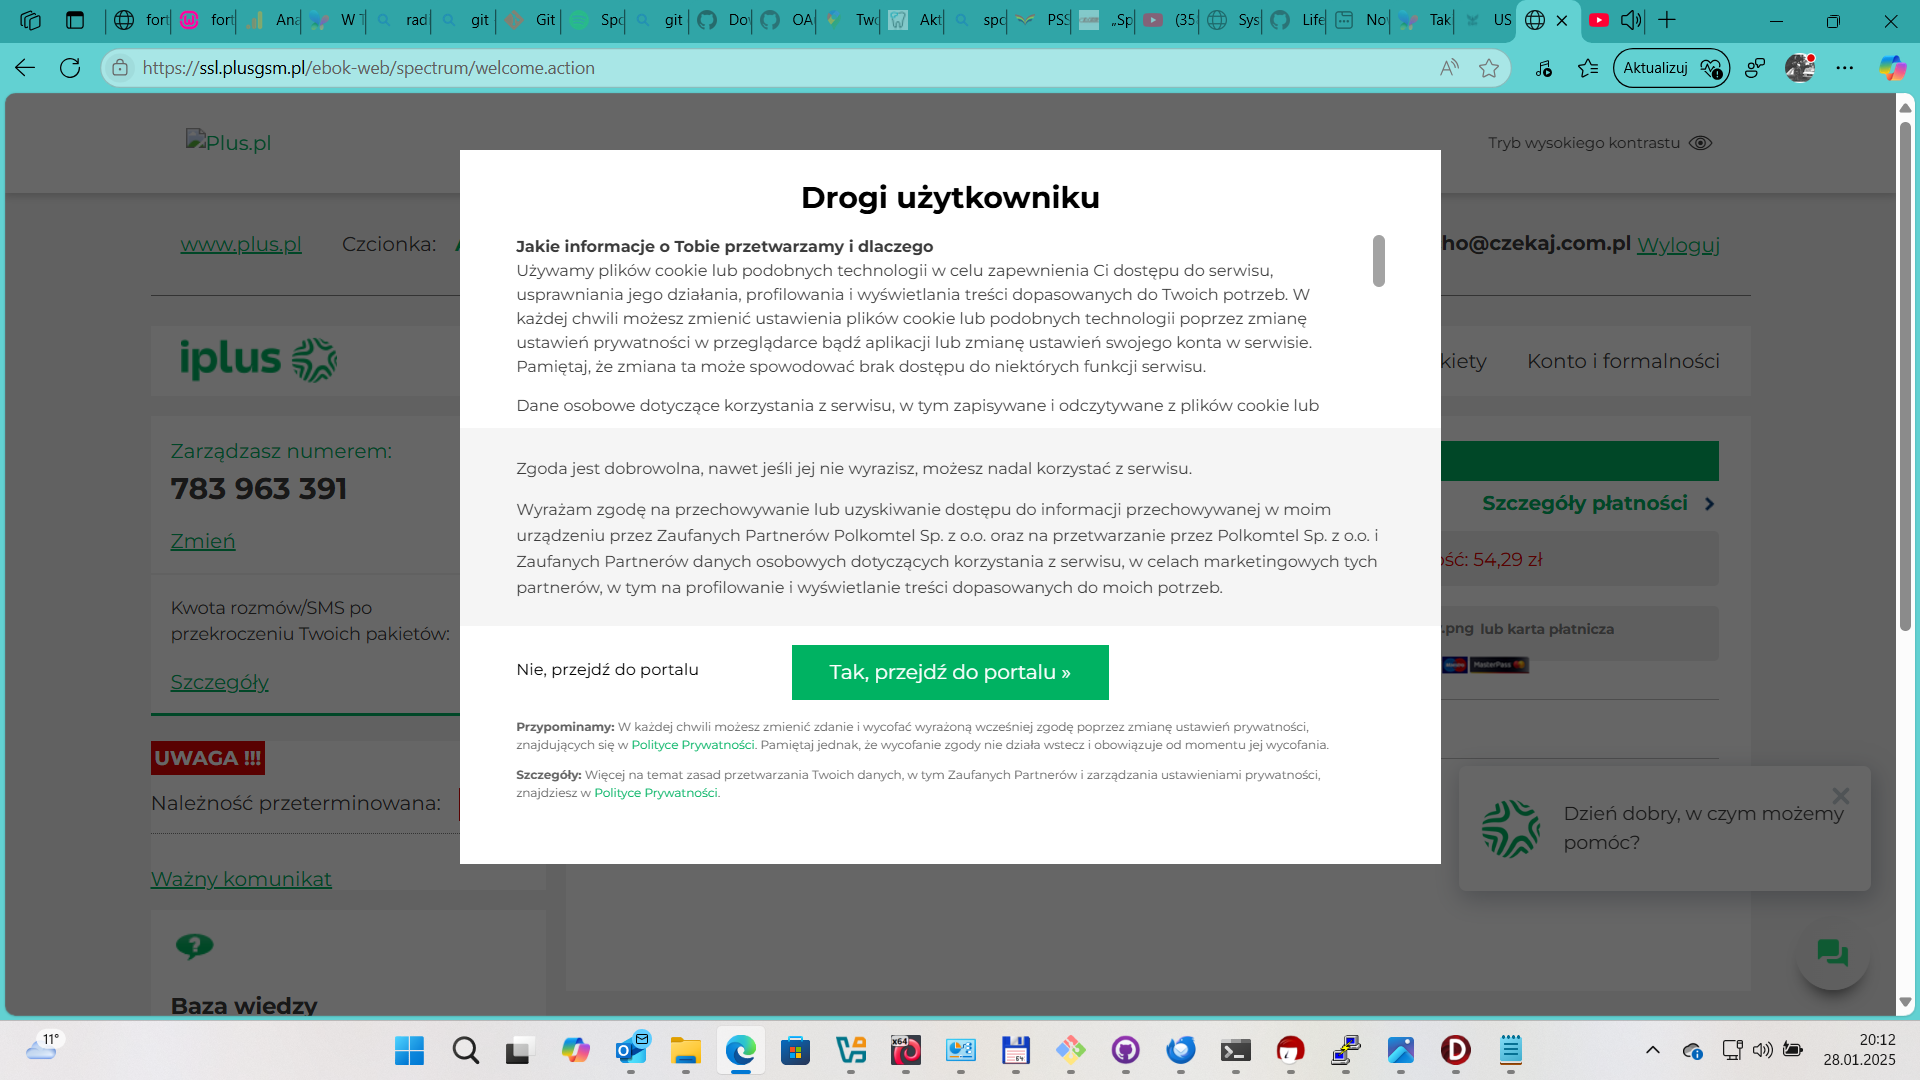 fort
fort
Ana
W T
rad
git
Git
Spo
git
Dov
OAu
Two
Akt
spo
PSS
„Sp
(35
Sys
Life
Nov
Tak
US
https://ssl.plusgsm.pl/ebok-web/spectrum/welcome.action
Aktualizuj
Plus.pl
Tryb wysokiego kontrastu
www.plus.pl Czcionka: A
ho@czekaj.com.pl Wyloguj
iplus
kiety Konto i formalności
Zarządzasz numerem:
783 963 391
Zmień
Kwota rozmów/SMS po
przekroczeniu Twoich pakietów:
Szczegóły
UWAGA !!!
Należność przeterminowana:
Ważny komunikat
Baza wiedzy
Drogi użytkowniku
Jakie informacje o Tobie przetwarzamy i dlaczego
Używamy plików cookie lub podobnych technologii w celu zapewnienia Ci dostępu do serwisu,
usprawniania jego działania, profilowania i wyświetlania treści dopasowanych do Twoich potrzeb. W
każdej chwili możesz zmienić ustawienia plików cookie lub podobnych technologii poprzez zmianę
ustawień prywatności w przeglądarce bądź aplikacji lub zmianę ustawień swojego konta w serwisie.
Pamiętaj, że zmiana ta może spowodować brak dostępu do niektórych funkcji serwisu.
Dane osobowe dotyczące korzystania z serwisu, w tym zapisywane i odczytywane z plików cookie lub
Zgoda jest dobrowolna, nawet jeśli jej nie wyrazisz, możesz nadal korzystać z serwisu.
Wyrażam zgodę na przechowywanie lub uzyskiwanie dostępu do informacji przechowywanej w moim
urządzeniu przez Zaufanych Partnerów Polkomtel Sp. z o.o. oraz na przetwarzanie przez Polkomtel Sp. z o.o. i
Zaufanych Partnerów danych osobowych dotyczących korzystania z serwisu, w celach marketingowych tych
partnerów, w tym na profilowanie i wyświetlanie treści dopasowanych do moich potrzeb.
Nie, przejdź do portalu
Tak, przejdź do portalu »
Przypominamy: W każdej chwili możesz zmienić zdanie i wycofać wyrażoną wcześniej zgodę poprzez zmianę ustawień prywatności,
znajdujących się w Polityce Prywatności. Pamiętaj jednak, że wycofanie zgody nie działa wstecz i obowiązuje od momentu jej wycofania.
Szczegóły: Więcej na temat zasad przetwarzania Twoich danych, w tym Zaufanych Partnerów i zarządzania ustawieniami prywatności,
znajdziesz w Polityce Prywatności.
Szczegóły płatności
ść: 54,29 zł
.png lub karta płatnicza
MasterPass
Dzień dobry, w czym możemy
pomóc?
11°
x64
64
20:12
28.01.2025